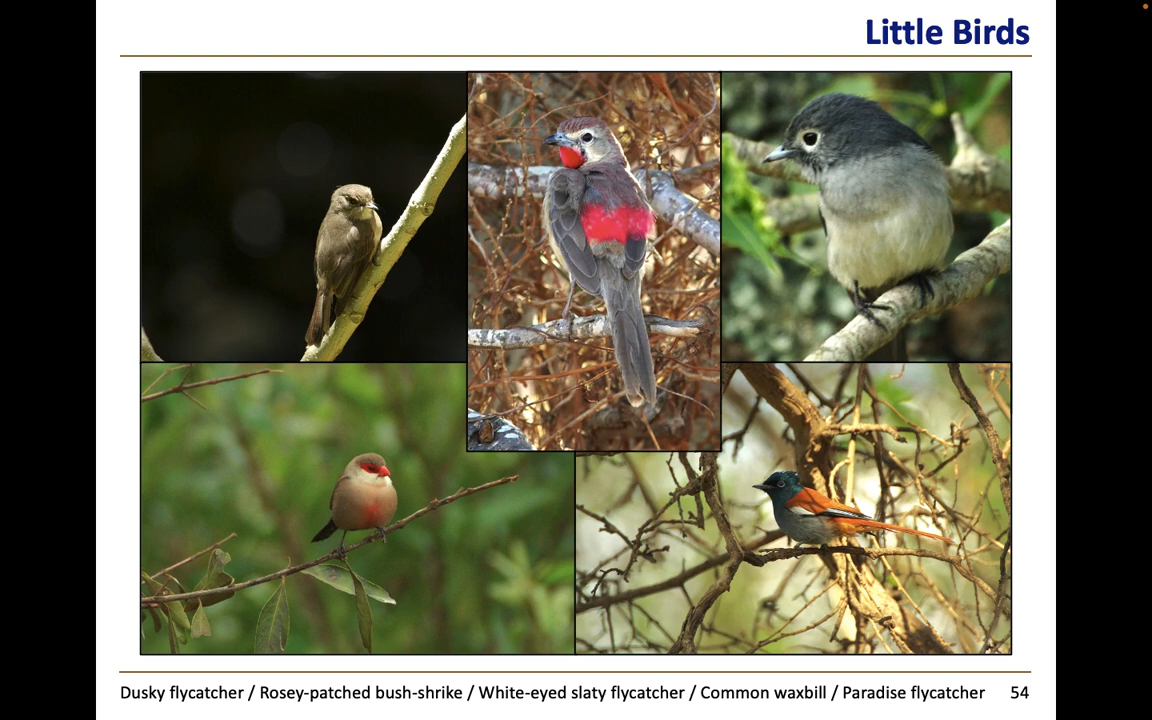 Little Birds
Dusky flycatcher / Rosey-patched bush-shrike / White-eyed slaty flycatcher / Common waxbill / Paradise flycatcher 54